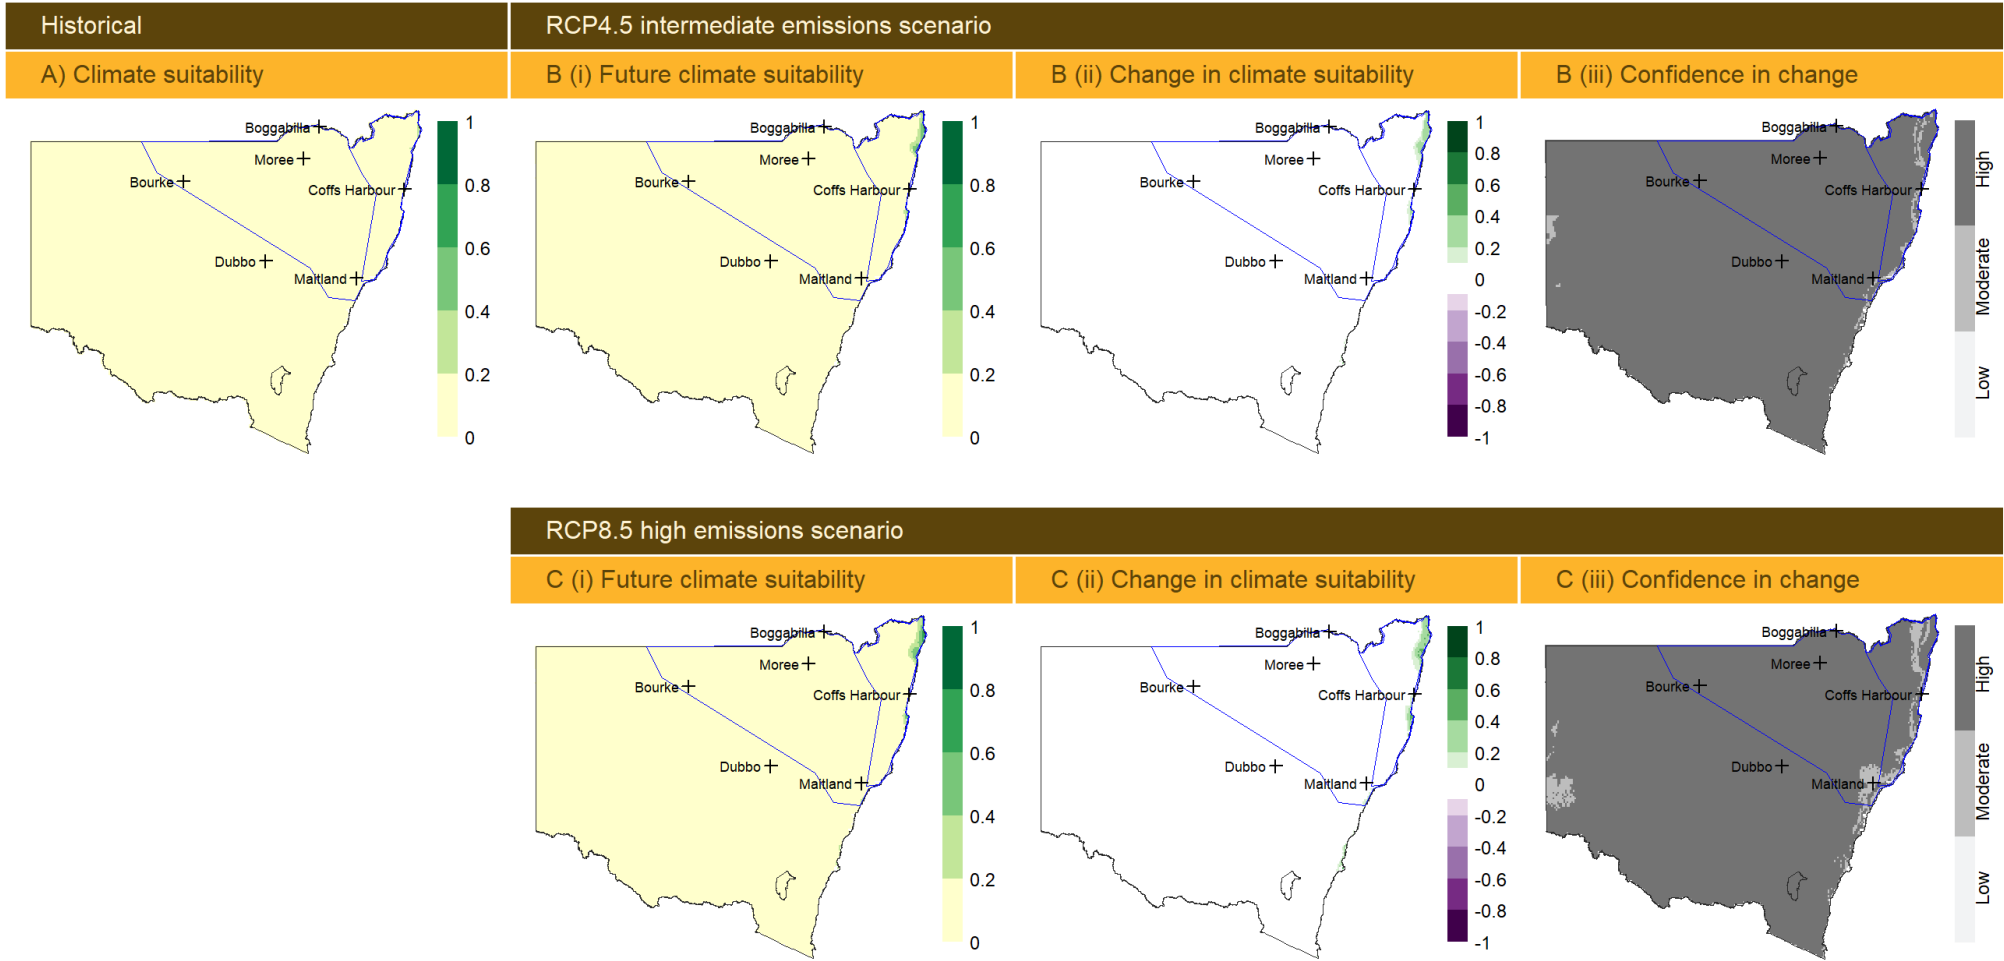 Historical
RCP4.5 intermediate emissions scenario
A) Climate suitability
B (i) Future climate suitability
B (ii) Change in climate suitability
B (iii) Confidence in change
Boggabilla
Moree
Bourke
Coffs Harbour
Dubbo
Maitland
1
0.8
0.6
0.4
0.2
0
Boggabilla
Moree
Bourke
Coffs Harbour
Dubbo
Maitland
1
0.8
0.6
0.4
0.2
0
Boggabilla
Moree
Bourke
Coffs Harbour
Dubbo
Maitland
1
0.8
0.6
0.4
0.2
0
-0.2
-0.4
-0.6
-0.8
-1
Boggabilla
Moree
Bourke
Coffs Harbour
Dubbo
Maitland
High
Moderate
Low
RCP8.5 high emissions scenario
C (i) Future climate suitability
C (ii) Change in climate suitability
C (iii) Confidence in change
Boggabilla
Moree
Bourke
Coffs Harbour
Dubbo
Maitland
1
0.8
0.6
0.4
0.2
0
Boggabilla
Moree
Bourke
Coffs Harbour
Dubbo
Maitland
1
0.8
0.6
0.4
0.2
0
-0.2
-0.4
-0.6
-0.8
-1
Boggabilla
Moree
Bourke
Coffs Harbour
Dubbo
Maitland
High
Moderate
Low